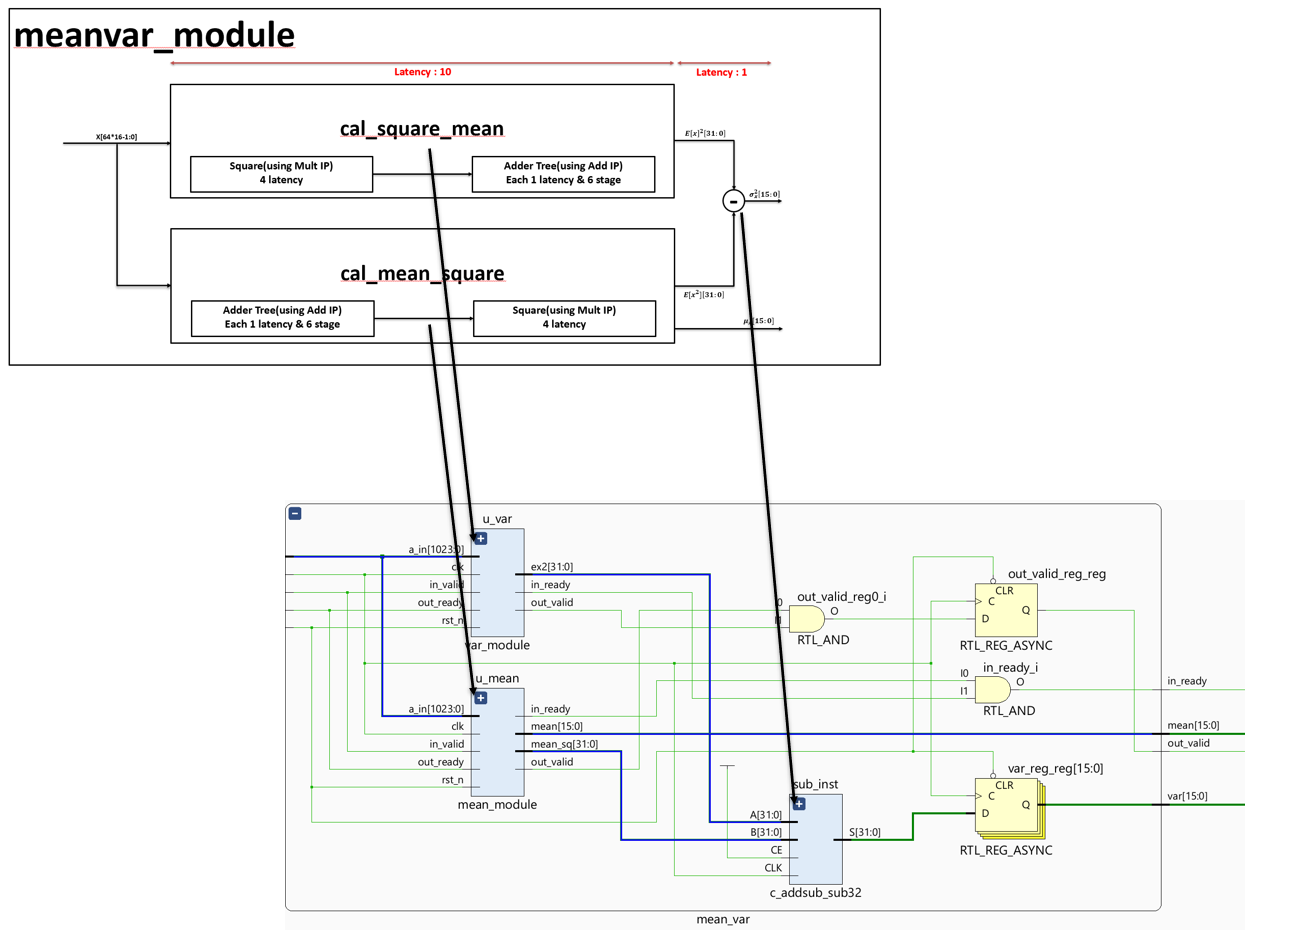 meanvar_module
Latency : 10
Latency : 1
X[64*16-1:0]
cal_square_mean
Square(using Mult IP)
4 latency
Adder Tree(using Add IP)
Each 1 latency & 6 stage
E[x]²[31:0]
σ²ₓ[15:0]
cal_mean_square
Adder Tree(using Add IP)
Each 1 latency & 6 stage
Square(using Mult IP)
4 latency
E[x²][31:0]
[15:0]
-
u_var
a_in[1023:0]
clk
in_valid
out_ready
rst_n
ex2[31:0]
in_ready
out_valid
var_module
u_mean
a_in[1023:0]
clk
in_valid
out_ready
rst_n
in_ready
mean[15:0]
mean_sq[31:0]
out_valid
mean_module
out_valid_reg0_i
I0
I1
O
RTL_AND
out_valid_reg_reg
CLR
C
D
Q
RTL_REG_ASYNC
in_ready_i
I0
I1
O
RTL_AND
in_ready
mean[15:0]
out_valid
var[15:0]
sub_inst
A[31:0]
B[31:0]
CE
CLK
S[31:0]
c_addsub_sub32
var_reg_reg[15:0]
CLR
C
D
Q
RTL_REG_ASYNC
mean_var